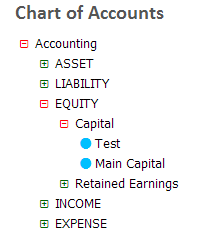 Chart of Accounts
Accounting
ASSET
LIABILITY
EQUITY
Capital
Test
Main Capital
Retained Earnings
INCOME
EXPENSE